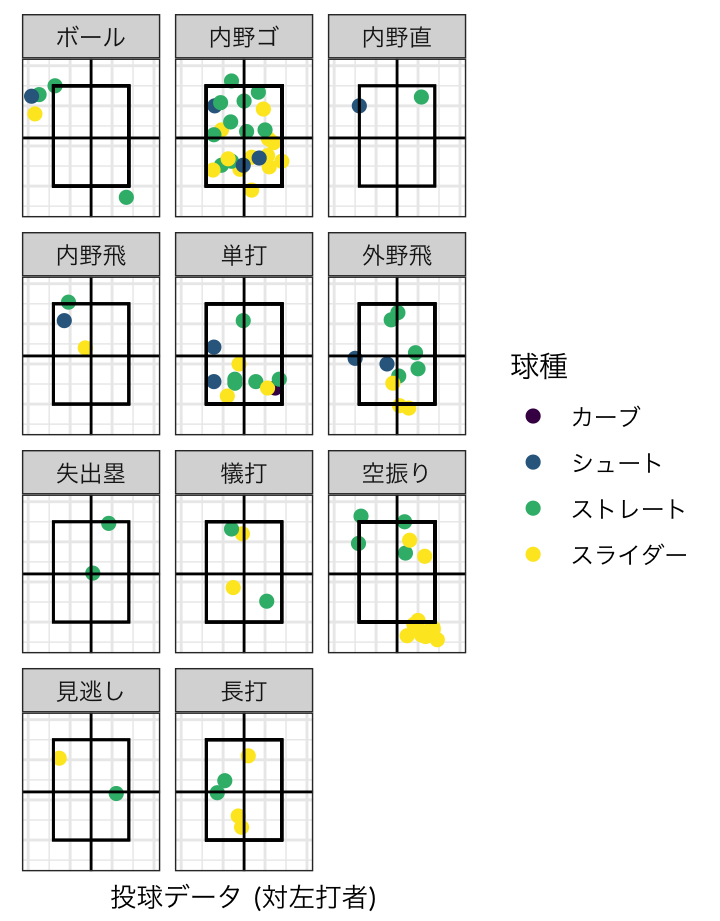 ボール
内野ゴ
内野直
内野飛
単打
外野飛
失出塁
犠打
空振り
見逃し
長打
球種
カーブ
シュート
ストレート
スライダー
投球データ (対左打者)